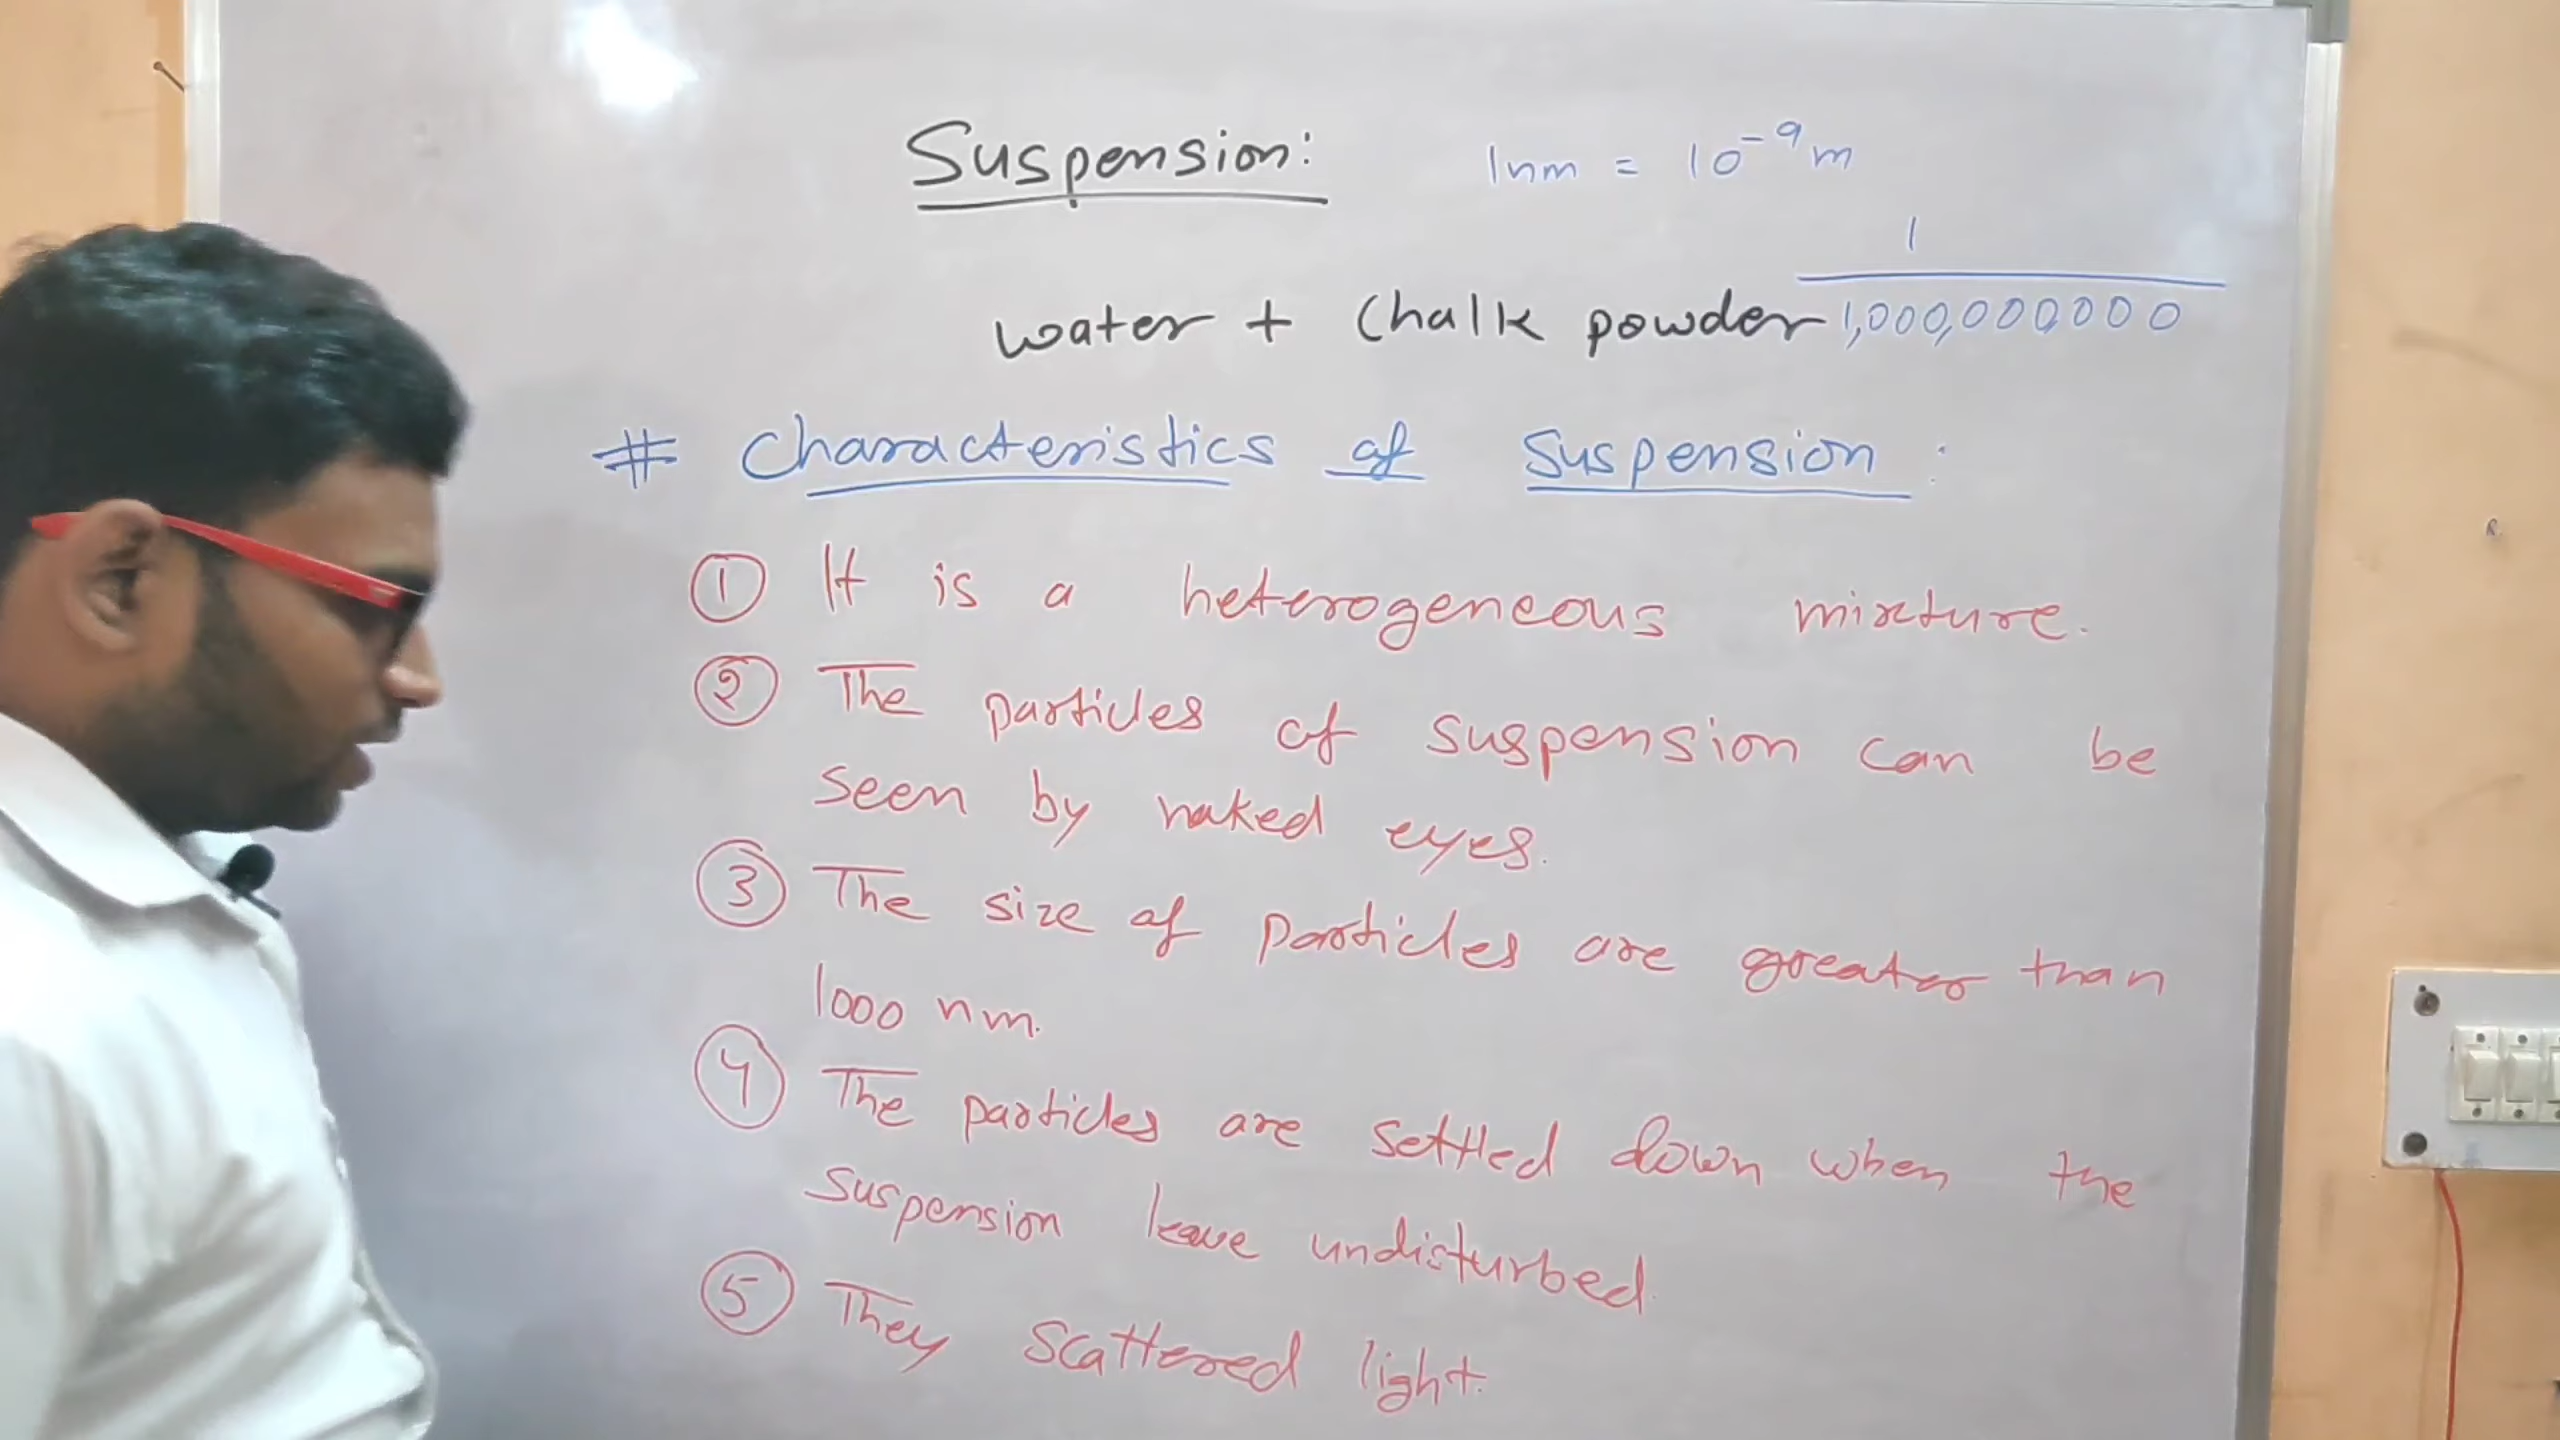 Suspension:
1nm = 10⁻⁹m
1
water + Chalk powder 1,000,000,000
# Characteristics of Suspension :
① It is a heterogeneous mixture.
② The particles of suspension can be
seen by naked eyes.
③ The size of particles are greater than
1000 nm.
④ The particles are settled down when the
suspension leave undisturbed.
⑤ They scattered light.